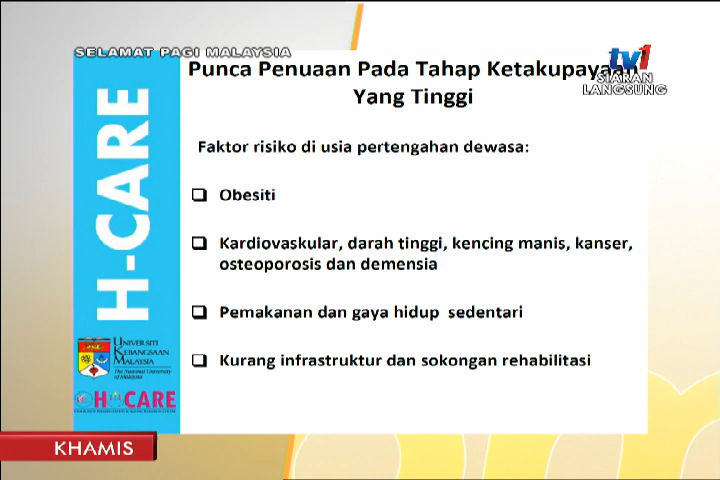 SELAMAT PAGI MALAYSIA
tv1
SIARAN
LANGSUNG
Punca Penuaan Pada Tahap Ketakupayaan
Yang Tinggi
Faktor risiko di usia pertengahan dewasa:
Obesiti
Kardiovaskular, darah tinggi, kencing manis, kanser,
osteoporosis dan demensia
Pemakanan dan gaya hidup sedentari
Kurang infrastruktur dan sokongan rehabilitasi
H-CARE
UNIVERSITI
KEBANGSAAN
MALAYSIA
The National University
of Malaysia
H CARE
KHAMIS